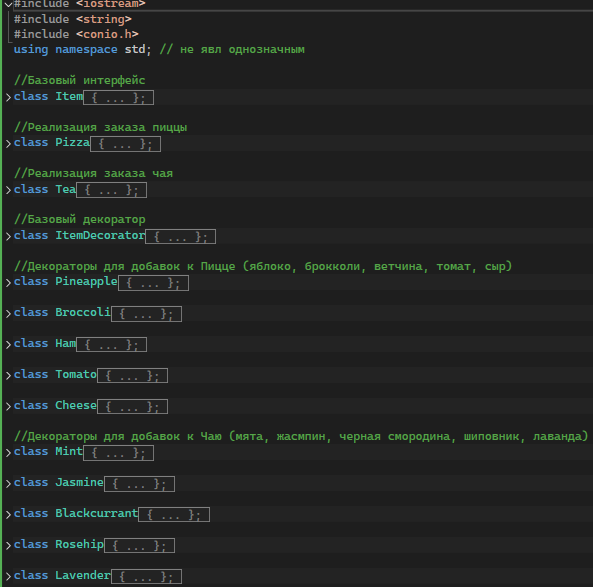 #include <iostream>
#include <string>
#include <conio.h>
using namespace std; // не явл однозначным
//Базовый интерфейс
class Item{ ... };
//Реализация заказа пиццы
class Pizza{ ... };
//Реализация заказа чая
class Tea{ ... };
//Базовый декоратор
class ItemDecorator{ ... };
//Декораторы для добавок к Пицце (яблоко, брокколи, ветчина, томат, сыр)
class Pineapple{ ... };
class Broccoli{ ... };
class Ham{ ... };
class Tomato{ ... };
class Cheese{ ... };
//Декораторы для добавок к Чаю (мята, жасмпин, черная смородина, шиповник, лаванда)
class Mint{ ... };
class Jasmine{ ... };
class Blackcurrant{ ... };
class Rosehip{ ... };
class Lavender{ ... };